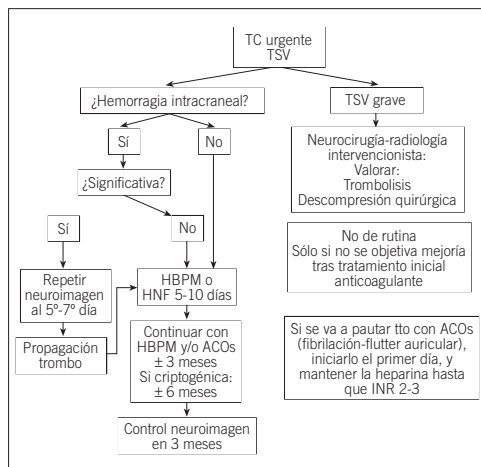 TC urgente
TSV
¿Hemorragia intracraneal?
TSV grave
Sí
No
Neurocirugía-radiología
intervencionista:
Valorar:
Trombolisis
Descompresión quirúrgica
¿Significativa?
Sí
No
No de rutina
Sólo si no se objetiva mejoría
tras tratamiento inicial
anticoagulante
Repetir
neuroimagen
al 5º-7º día
HBPM o
HNF 5-10 días
Propagación
trombo
Continuar con
HBPM y/o ACOs
± 3 meses
Si criptogénica:
± 6 meses
Si se va a pautar tto con ACOs
(fibrilación-flutter auricular),
iniciarlo el primer día, y
mantener la heparina hasta
que INR 2-3
Control neuroimagen
en 3 meses